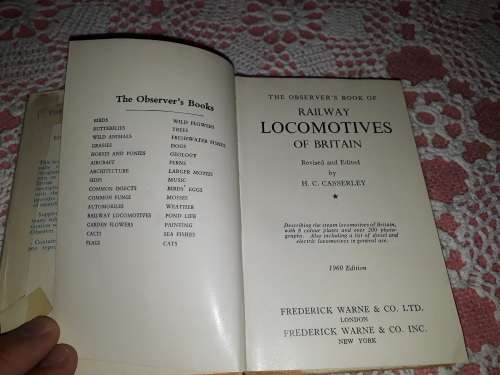 The Observer's Books
BIRDS WILD FLOWERS
BUTTERFLIES TREES
WILD ANIMALS FRESHWATER FISHES
GRASSES DOGS
HORSES AND PONIES GEOLOGY
AIRCRAFT FERNS
ARCHITECTURE LARGER MOTHS
SHIPS MUSIC
COMMON INSECTS BIRDS' EGGS
COMMON FUNGI MOSSES
AUTOMOBILES WEATHER
RAILWAY LOCOMOTIVES POND LIFE
GARDEN FLOWERS PAINTING
CACTI SEA FISHES
FLAGS CATS
THE OBSERVER'S BOOK OF
RAILWAY
LOCOMOTIVES
OF BRITAIN
Revised and Edited
by
H. C. CASSERLEY
Describing the steam locomotives of Britain,
with 8 colour plates and over 200 photo-
graphs. Also including a list of diesel and
electric locomotives in general use.
1960 Edition
FREDERICK WARNE & CO. LTD.
LONDON
FREDERICK WARNE & CO. INC.
NEW YORK